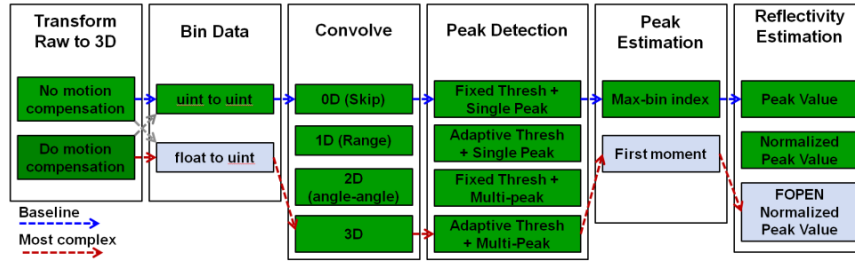 Transform
Raw to 3D
No motion
compensation
Do motion
compensation
Baseline
Most complex
Bin Data
uint to uint
float to uint
Convolve
0D (Skip)
1D (Range)
2D
(angle-angle)
3D
Peak Detection
Fixed Thresh +
Single Peak
Adaptive Thresh
+ Single Peak
Fixed Thresh +
Multi-peak
Adaptive Thresh
+ Multi-Peak
Peak
Estimation
Max-bin index
First moment
Reflectivity
Estimation
Peak Value
Normalized
Peak Value
FOPEN
Normalized
Peak Value